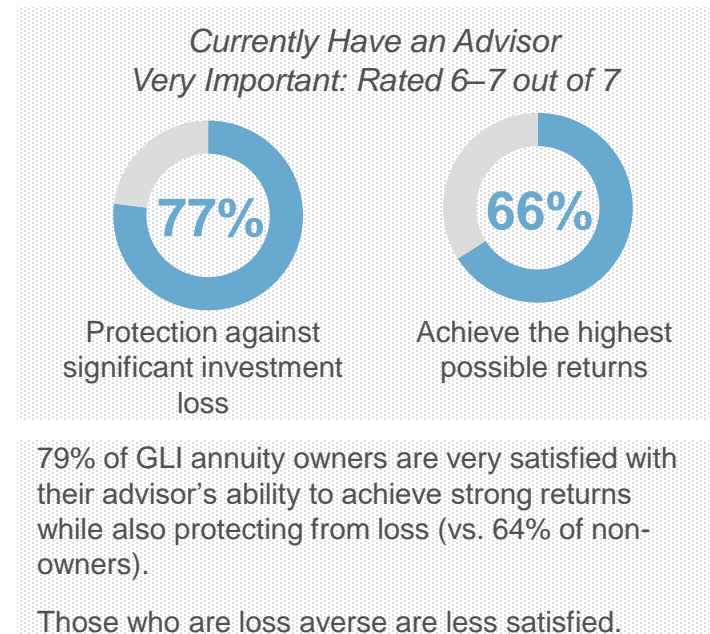 Currently Have an Advisor
Very Important: Rated 6–7 out of 7
77%
66%
Protection against
significant investment
loss
Achieve the highest
possible returns
79% of GLI annuity owners are very satisfied with
their advisor’s ability to achieve strong returns
while also protecting from loss (vs. 64% of non-
owners).
Those who are loss averse are less satisfied.